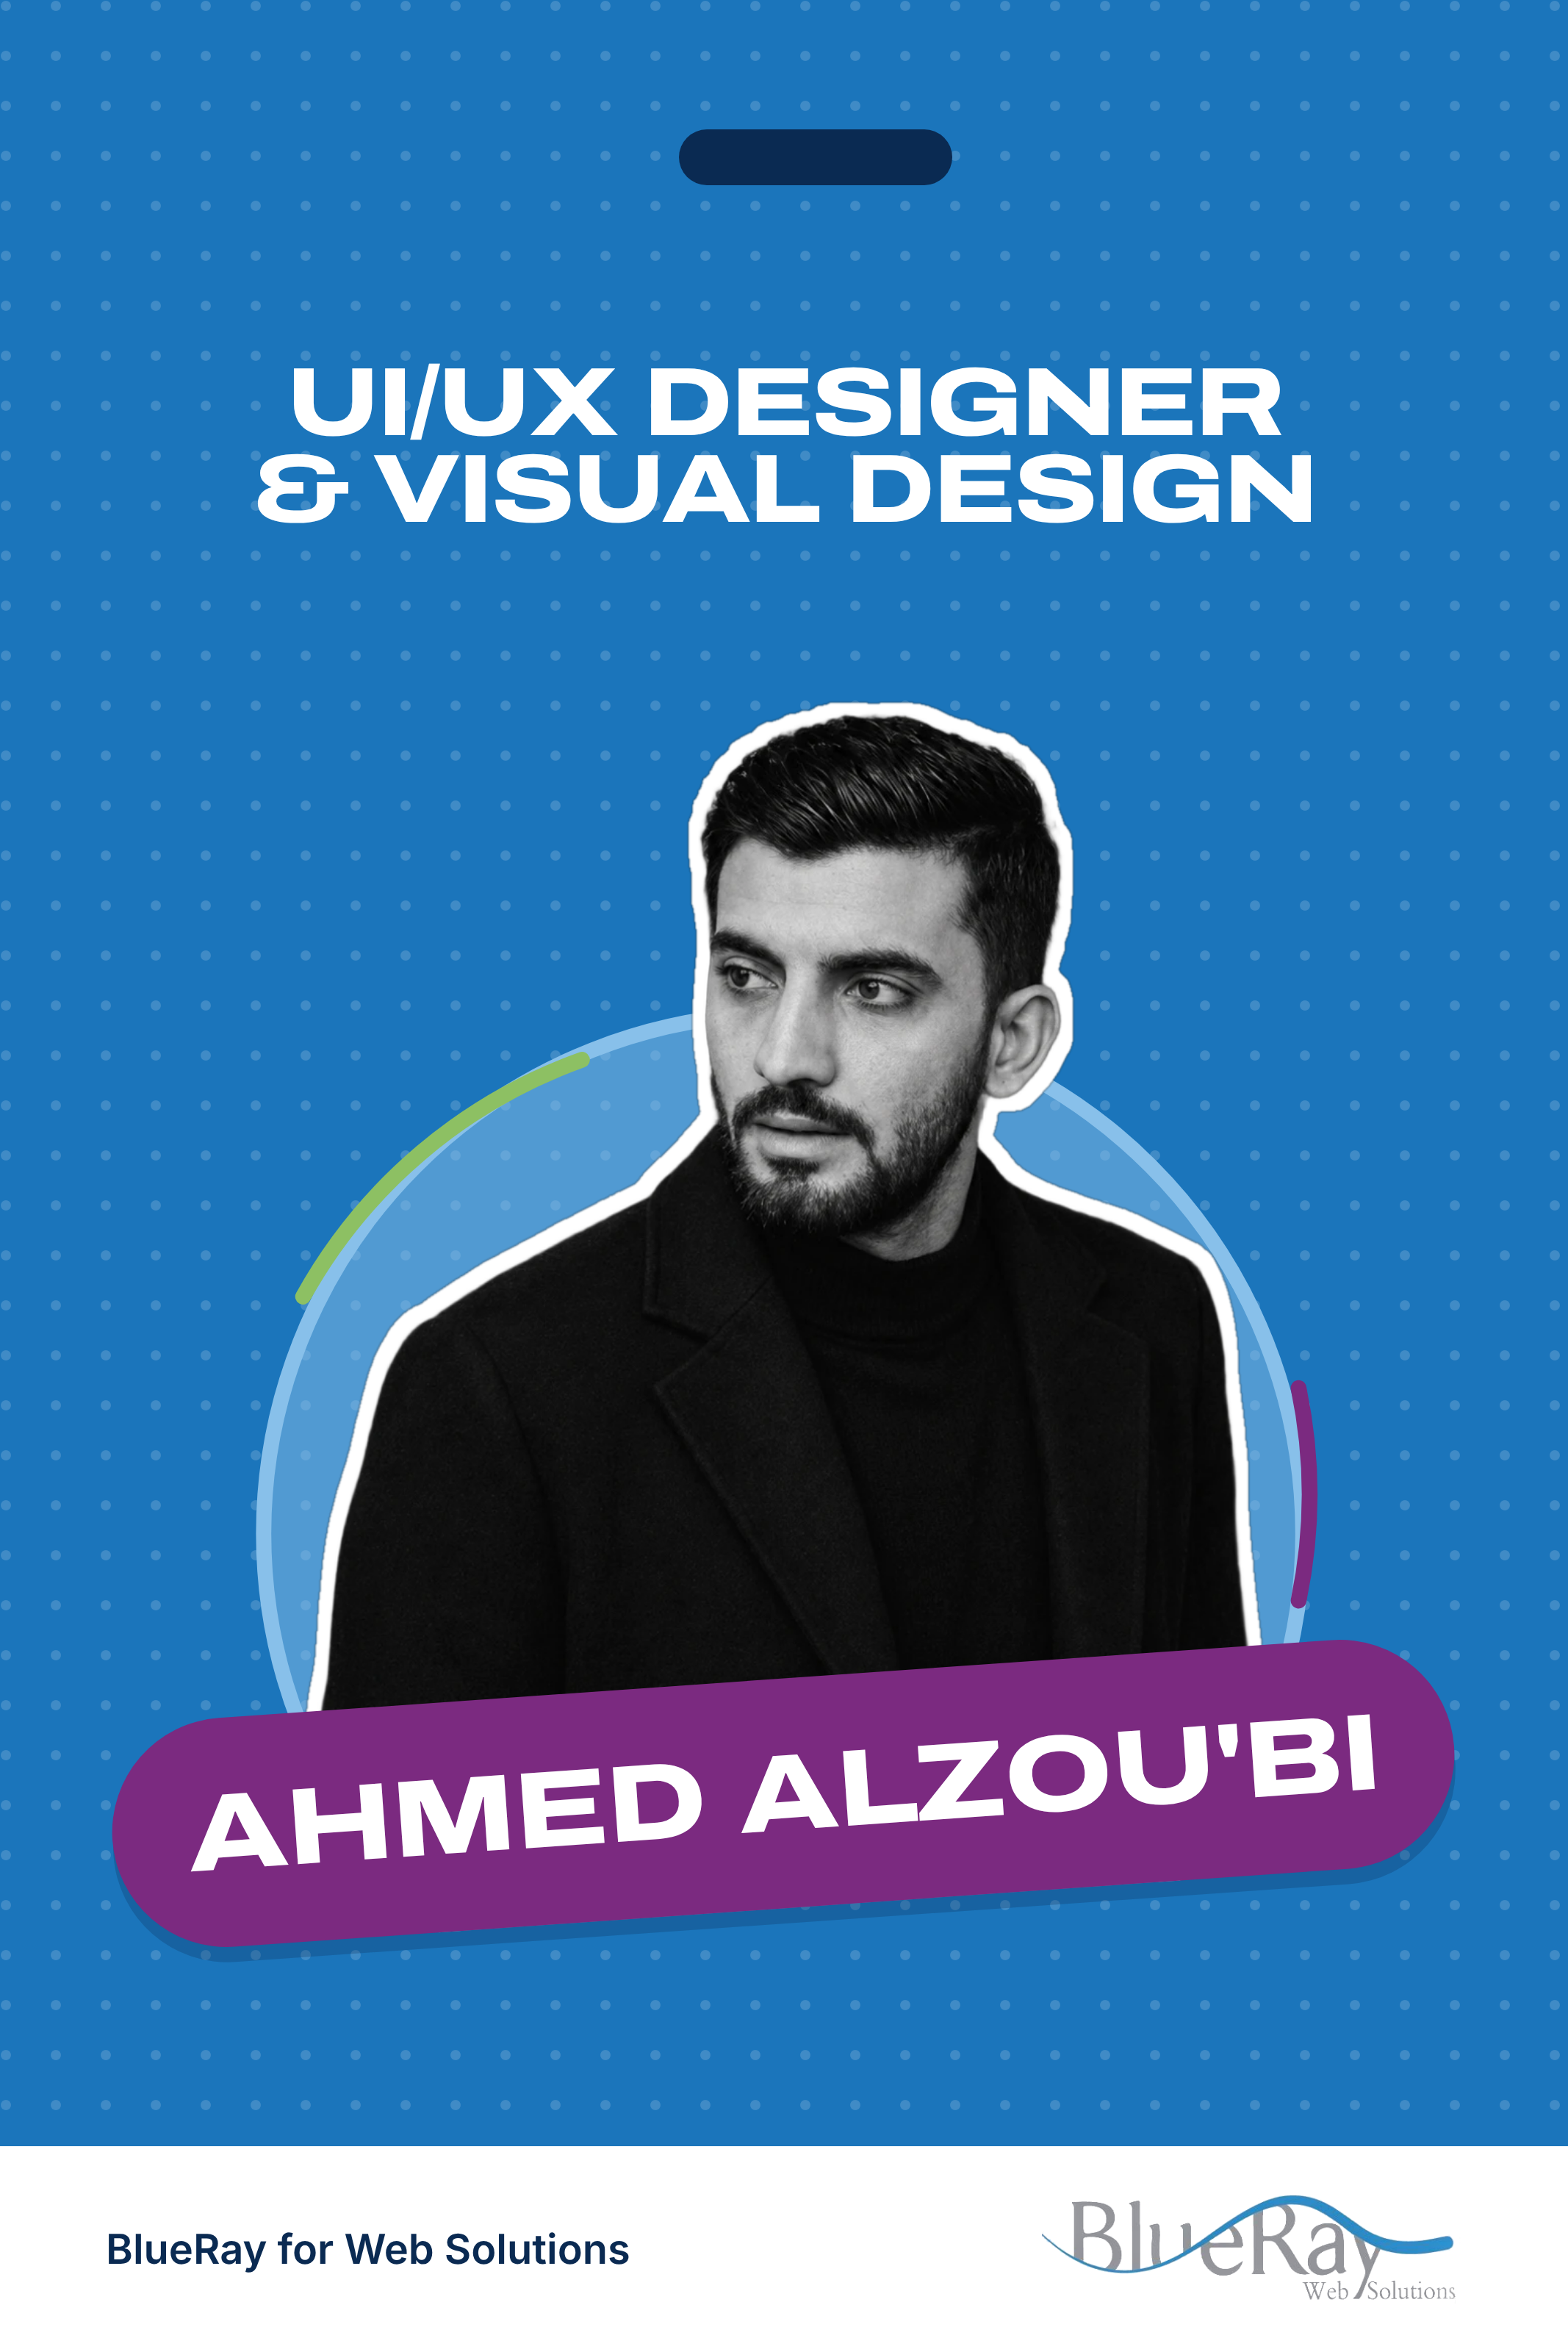 UI/UX DESIGNER
& VISUAL DESIGN
AHMED ALZOU'BI
BlueRay for Web Solutions
BlueRay
Web Solutions